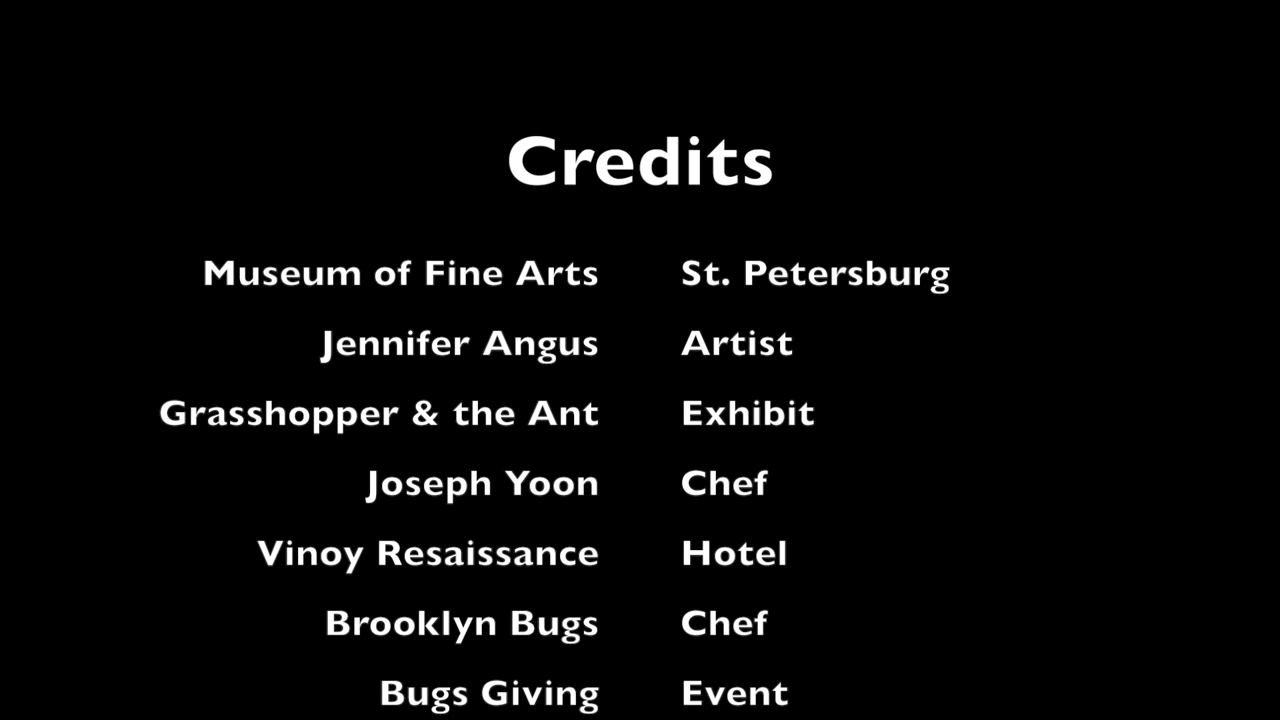 Credits
Museum of Fine Arts St. Petersburg
Jennifer Angus Artist
Grasshopper & the Ant Exhibit
Joseph Yoon Chef
Vinoy Resaissance Hotel
Brooklyn Bugs Chef
Bugs Giving Event